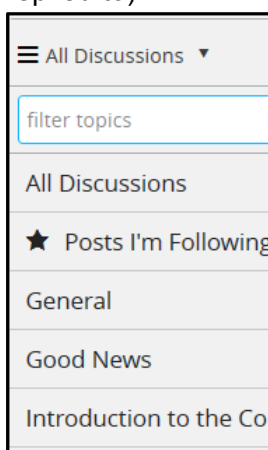 All Discussions
filter topics
All Discussions
Posts I'm Following
General
Good News
Introduction to the Co